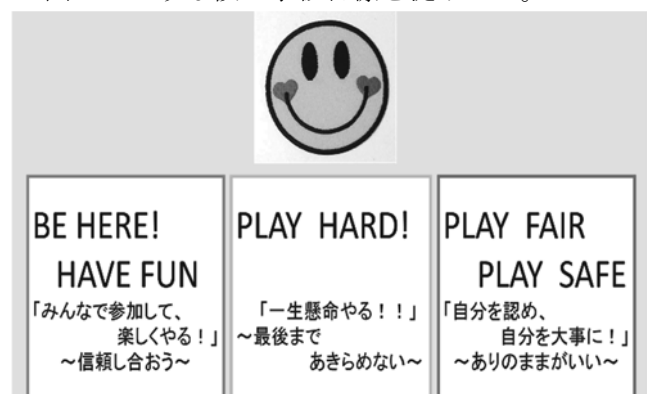 BE HERE!
HAVE FUN
「みんなで参加して、
楽しくやる！」
～信頼し合おう～
PLAY HARD!
「一生懸命やる！！」
～最後まで
あきらめない～
PLAY FAIR
PLAY SAFE
「自分を認め、
自分を大事に！」
～ありのままがいい～